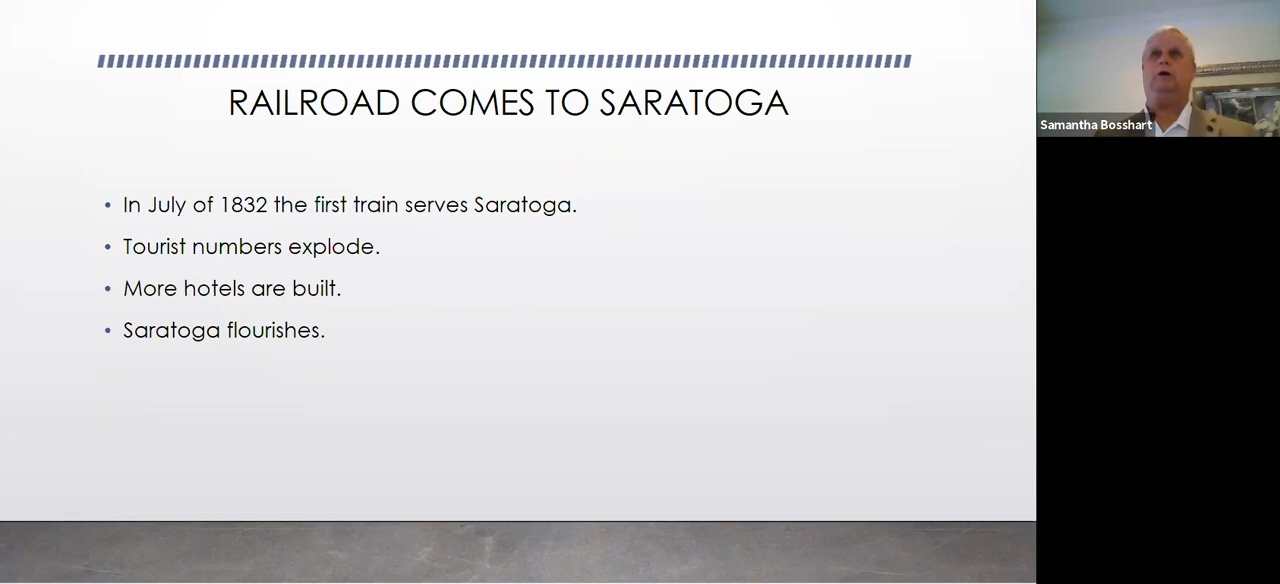 RAILROAD COMES TO SARATOGA
• In July of 1832 the first train serves Saratoga.
• Tourist numbers explode.
• More hotels are built.
• Saratoga flourishes.
Samantha Bosshart